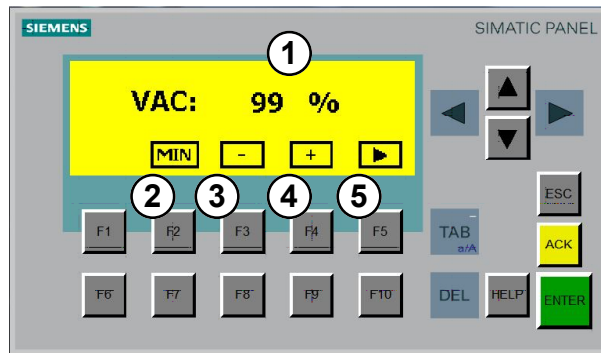 SIEMENS SIMATIC PANEL
1
VAC: 99 %
MIN - +
2 3 4 5
F1 F2 F3 F4 F5 TAB a/A
ESC
ACK
F6 F7 F8 F9 F10 DEL HELP ENTER